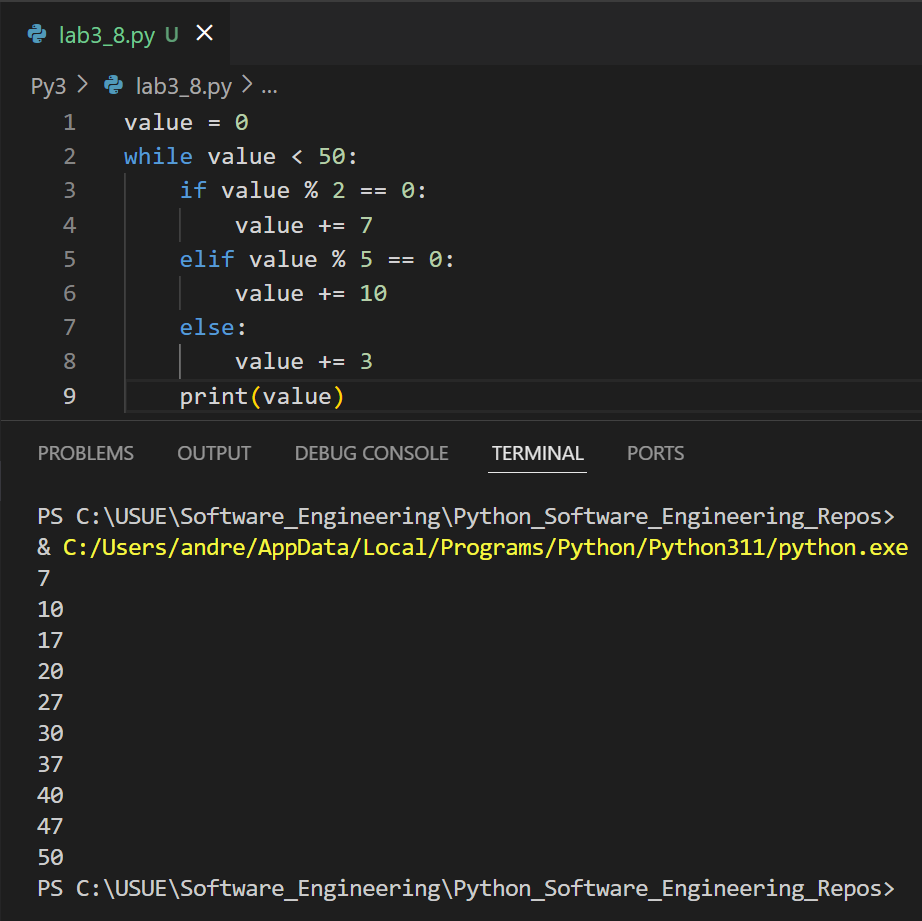 lab3_8.py U
Py3 > lab3_8.py > ...
1 value = 0
2 while value < 50:
3     if value % 2 == 0:
4         value += 7
5     elif value % 5 == 0:
6         value += 10
7     else:
8         value += 3
9     print(value)
PROBLEMS OUTPUT DEBUG CONSOLE TERMINAL PORTS
PS C:\USUE\Software_Engineering\Python_Software_Engineering_Repos>
& C:/Users/andre/AppData/Local/Programs/Python/Python311/python.exe
7
10
17
20
27
30
37
40
47
50
PS C:\USUE\Software_Engineering\Python_Software_Engineering_Repos>